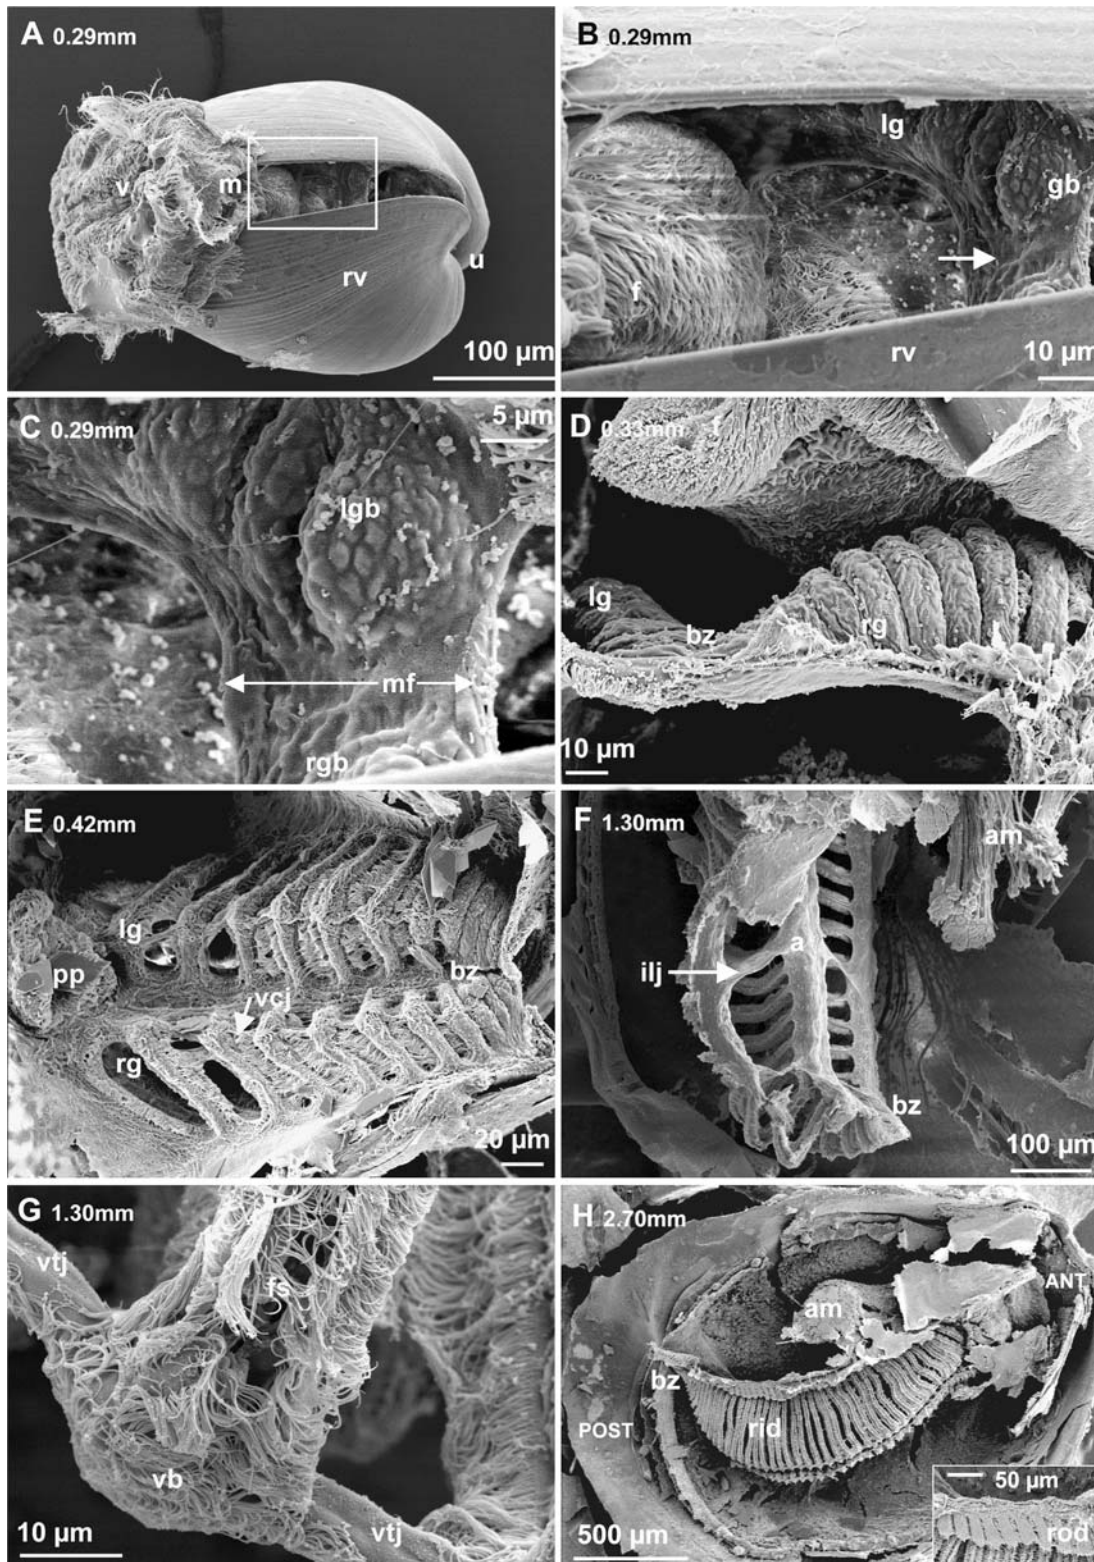 A 0.29mm
v
m
rv
u
100 µm
B 0.29mm
lg
gb
f
rv
10 µm
C 0.29mm
5 µm
lgb
mf
rgb
D 0.33mm
f
lg
bz
rg
10 µm
E 0.42mm
lg
pp
vcj
bz
rg
20 µm
F 1.30mm
am
a
ilj
bz
100 µm
G 1.30mm
vtj
fs
vb
vtj
10 µm
H 2.70mm
ANT
am
bz
POST
rid
50 µm
rod
500 µm